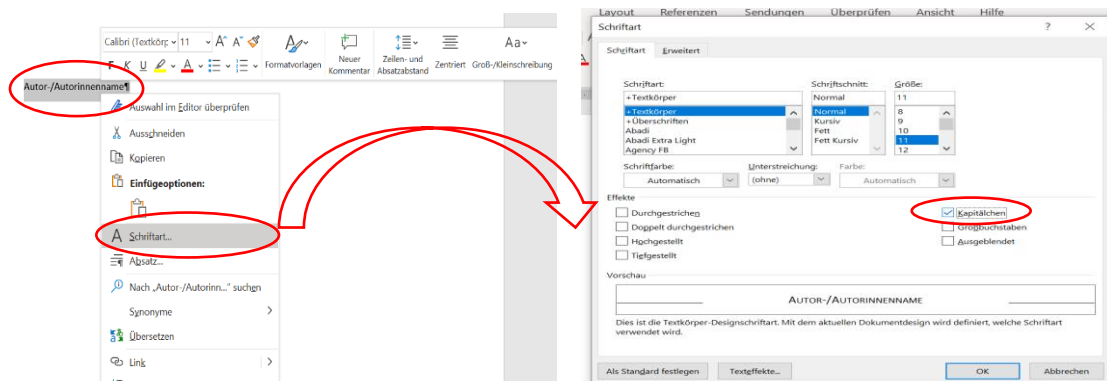 Calibri (Textkörp 11 A^ A˅
F K U A Formatvorlagen Neuer Kommentar Zeilen- und Absatzabstand Zentriert Aa Groß-/Kleinschreibung
Autor-/Autorinnenname¶
Auswahl im Editor überprüfen
Ausschneiden
Kopieren
Einfügeoptionen:
A Schriftart...
Absatz...
Nach „Autor-/Autorinn..." suchen
Synonyme
Übersetzen
Link
Layout Referenzen Sendungen Überprüfen Ansicht Hilfe
Schriftart ? ×
Schriftart Erweitert
Schriftart: Schriftschnitt: Größe:
+Textkörper Normal 11
+Textkörper Normal 8
+Überschriften Kursiv 9
Abadi Fett 10
Abadi Extra Light Fett Kursiv 11
Agency FB 12
Schriftfarbe: Unterstreichung: Farbe:
Automatisch (ohne) Automatisch
Effekte
Durchgestrichen Kapitälchen
Doppelt durchgestrichen Großbuchstaben
Hochgestellt Ausgeblendet
Tiefgestellt
Vorschau
AUTOR-/AUTORINNENNAME
Dies ist die Textkörper-Designschriftart. Mit dem aktuellen Dokumentdesign wird definiert, welche Schriftart
verwendet wird.
Als Standard festlegen Texteffekte... OK Abbrechen